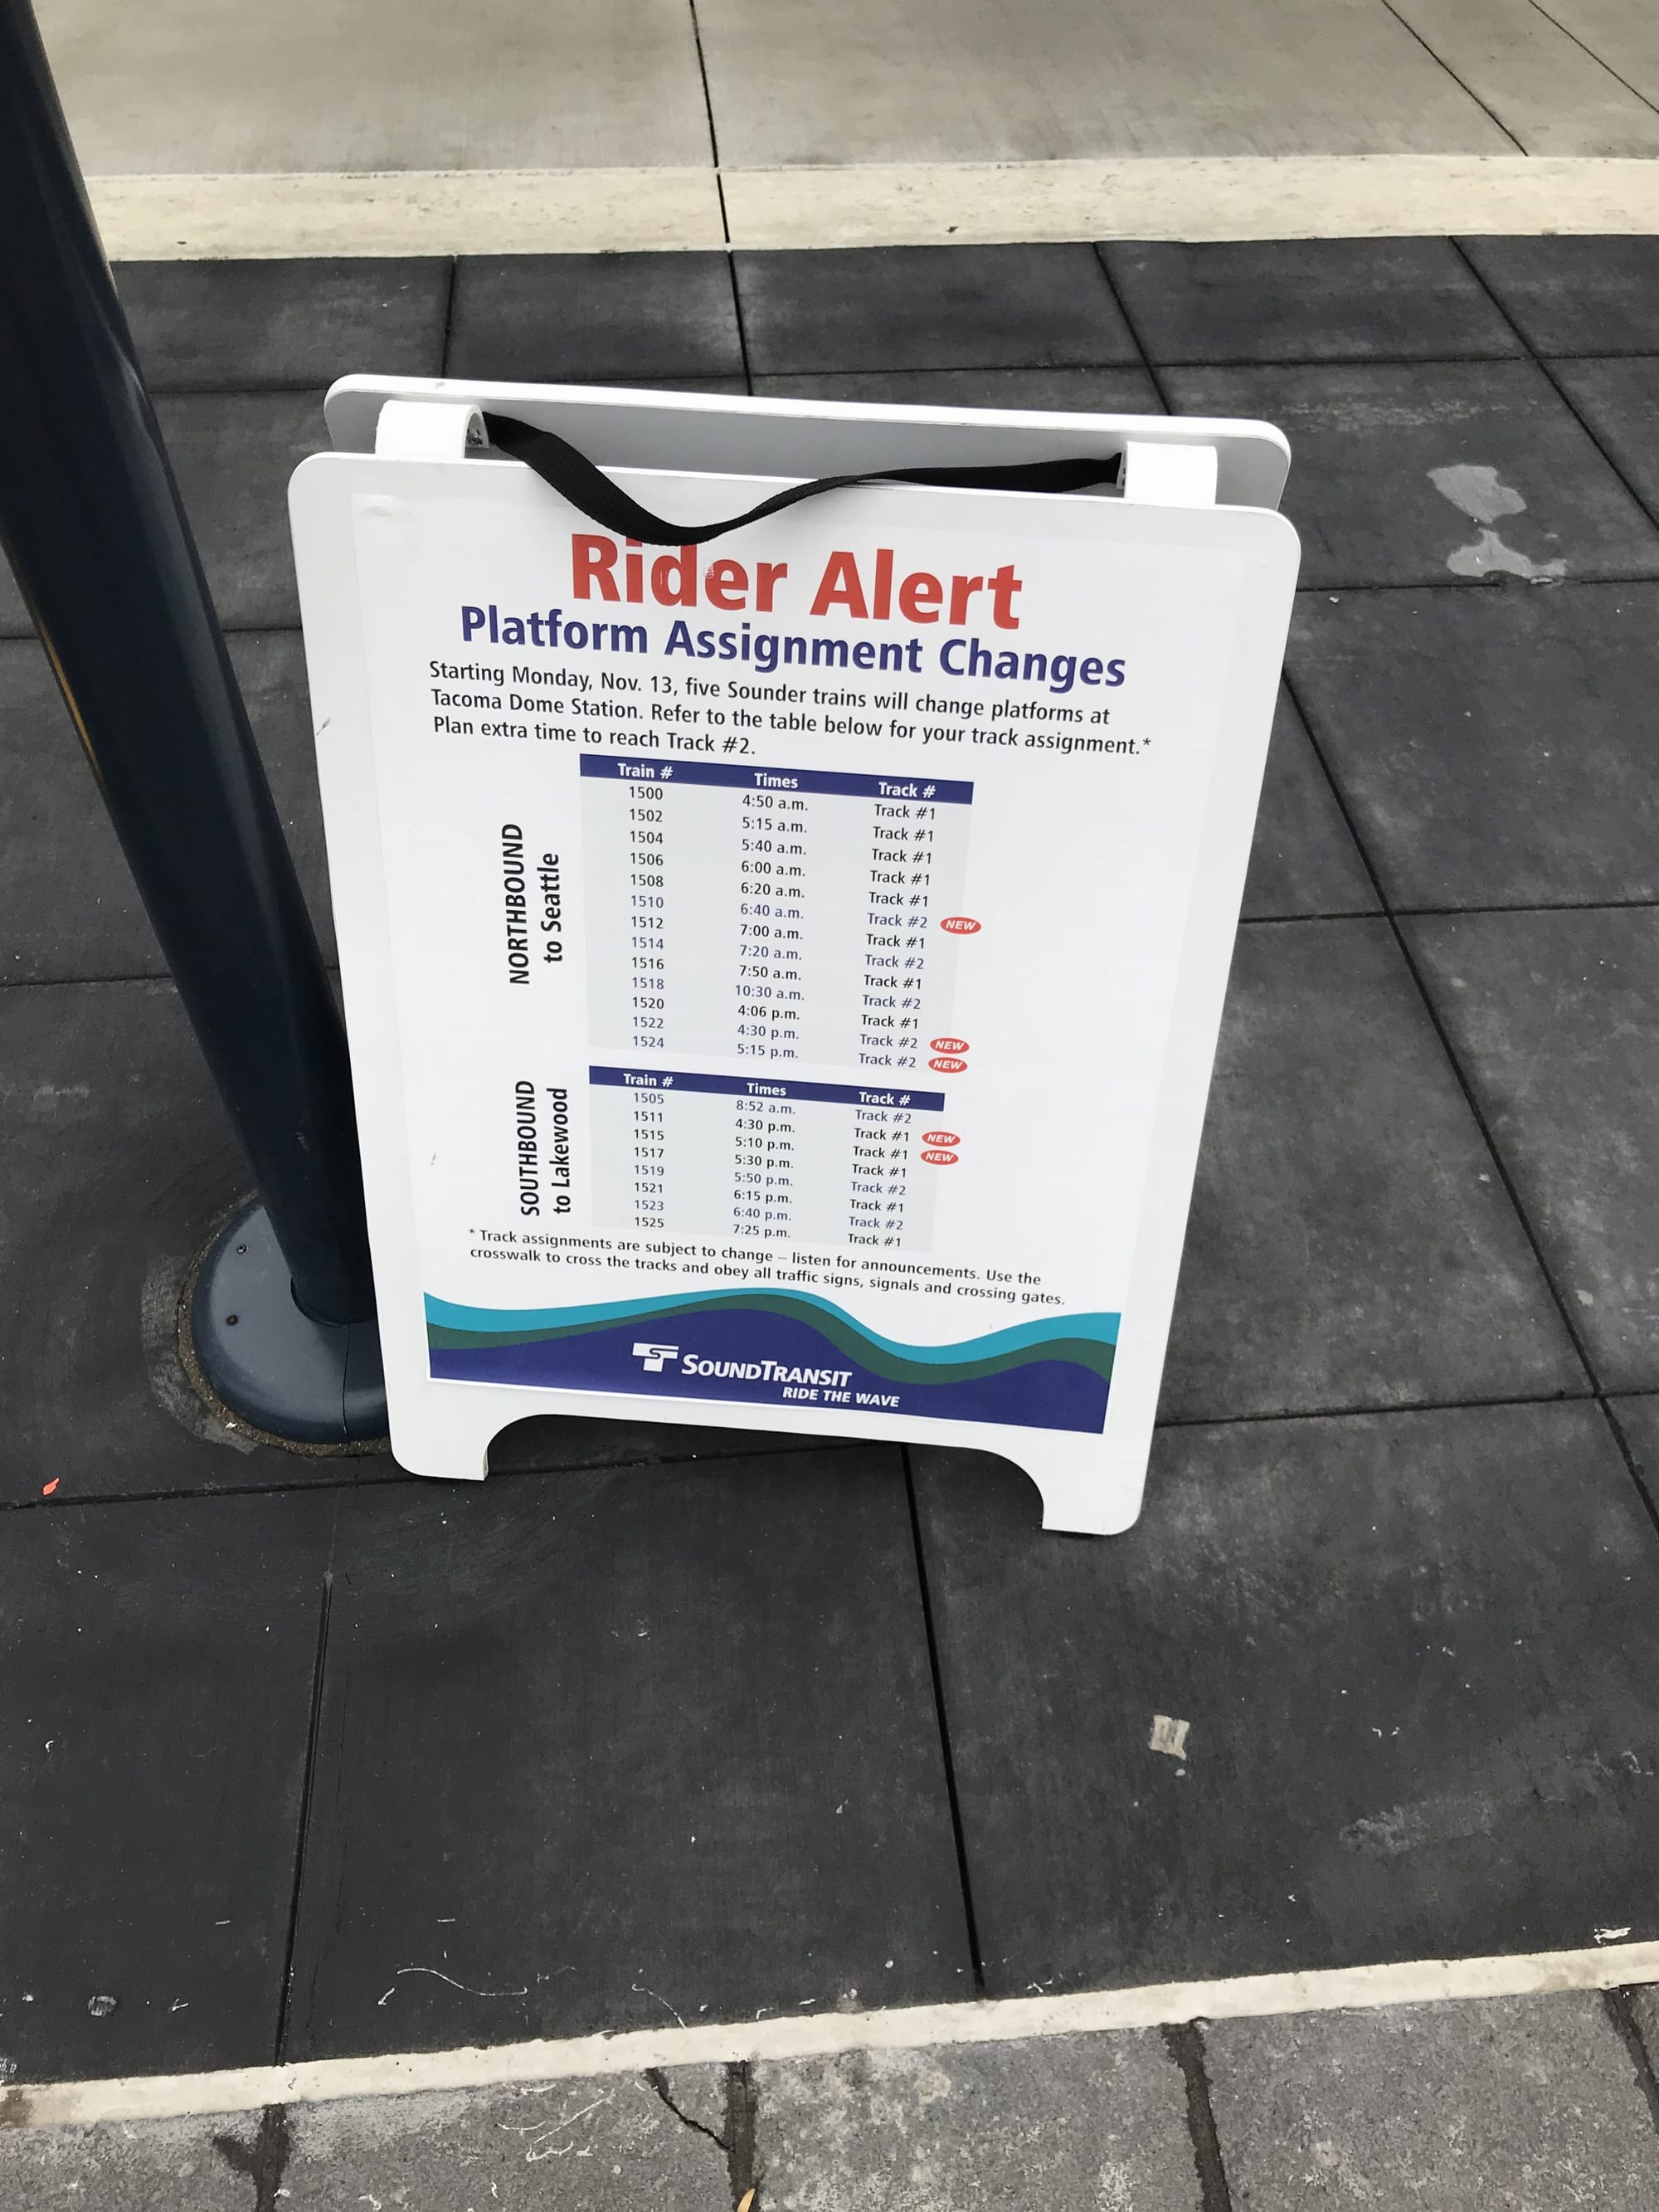 Rider Alert
Platform Assignment Changes
Starting Monday, Nov. 13, five Sounder trains will change platforms at
Tacoma Dome Station. Refer to the table below for your track assignment.*
Plan extra time to reach Track #2.
NORTHBOUND
to Seattle
Train # Times Track #
1500 4:50 a.m. Track #1
1502 5:15 a.m. Track #1
1504 5:40 a.m. Track #1
1506 6:00 a.m. Track #1
1508 6:20 a.m. Track #1
1510 6:40 a.m. Track #2 NEW
1512 7:00 a.m. Track #1
1514 7:20 a.m. Track #2
1516 7:50 a.m. Track #1
1518 10:30 a.m. Track #2
1520 4:06 p.m. Track #1
1522 4:30 p.m. Track #2 NEW
1524 5:15 p.m. Track #2 NEW
SOUTHBOUND
to Lakewood
Train # Times Track #
1505 8:52 a.m. Track #2
1511 4:30 p.m. Track #1 NEW
1515 5:10 p.m. Track #1 NEW
1517 5:30 p.m. Track #1
1519 5:50 p.m. Track #2
1521 6:15 p.m. Track #1
1523 6:40 p.m. Track #2
1525 7:25 p.m. Track #1
* Track assignments are subject to change – listen for announcements. Use the
crosswalk to cross the tracks and obey all traffic signs, signals and crossing gates.
SOUNDTRANSIT
RIDE THE WAVE